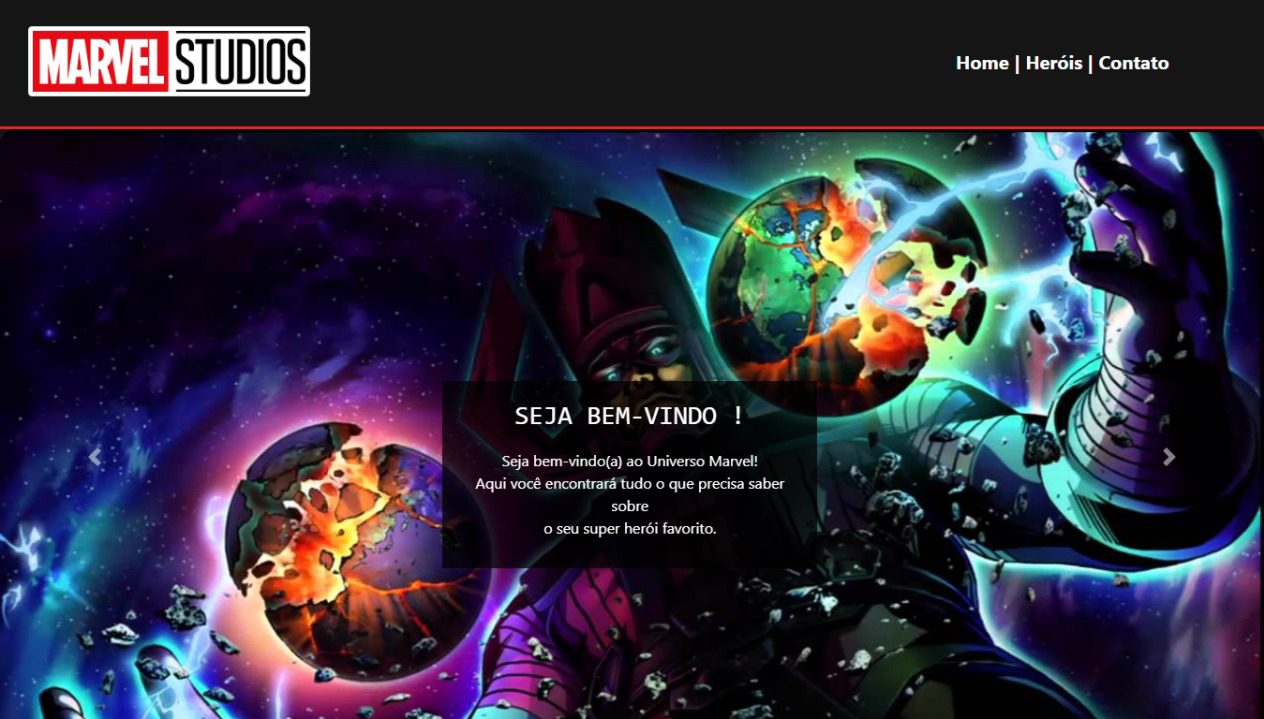 MARVEL STUDIOS
Home | Heróis | Contato
SEJA BEM-VINDO !
Seja bem-vindo(a) ao Universo Marvel!
Aqui você encontrará tudo o que precisa saber
sobre
o seu super herói favorito.